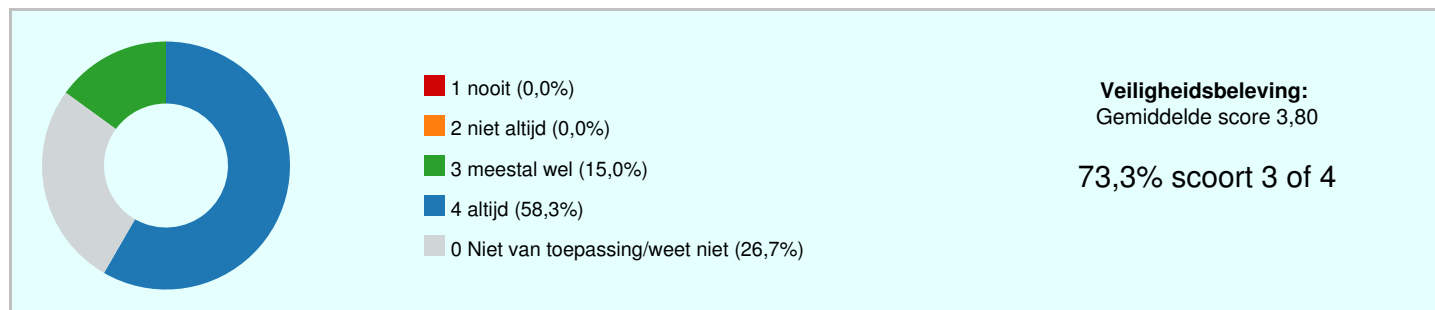 1 nooit (0,0%)
2 niet altijd (0,0%)
3 meestal wel (15,0%)
4 altijd (58,3%)
0 Niet van toepassing/weet niet (26,7%)
Veiligheidsbeleving:
Gemiddelde score 3,80
73,3% scoort 3 of 4